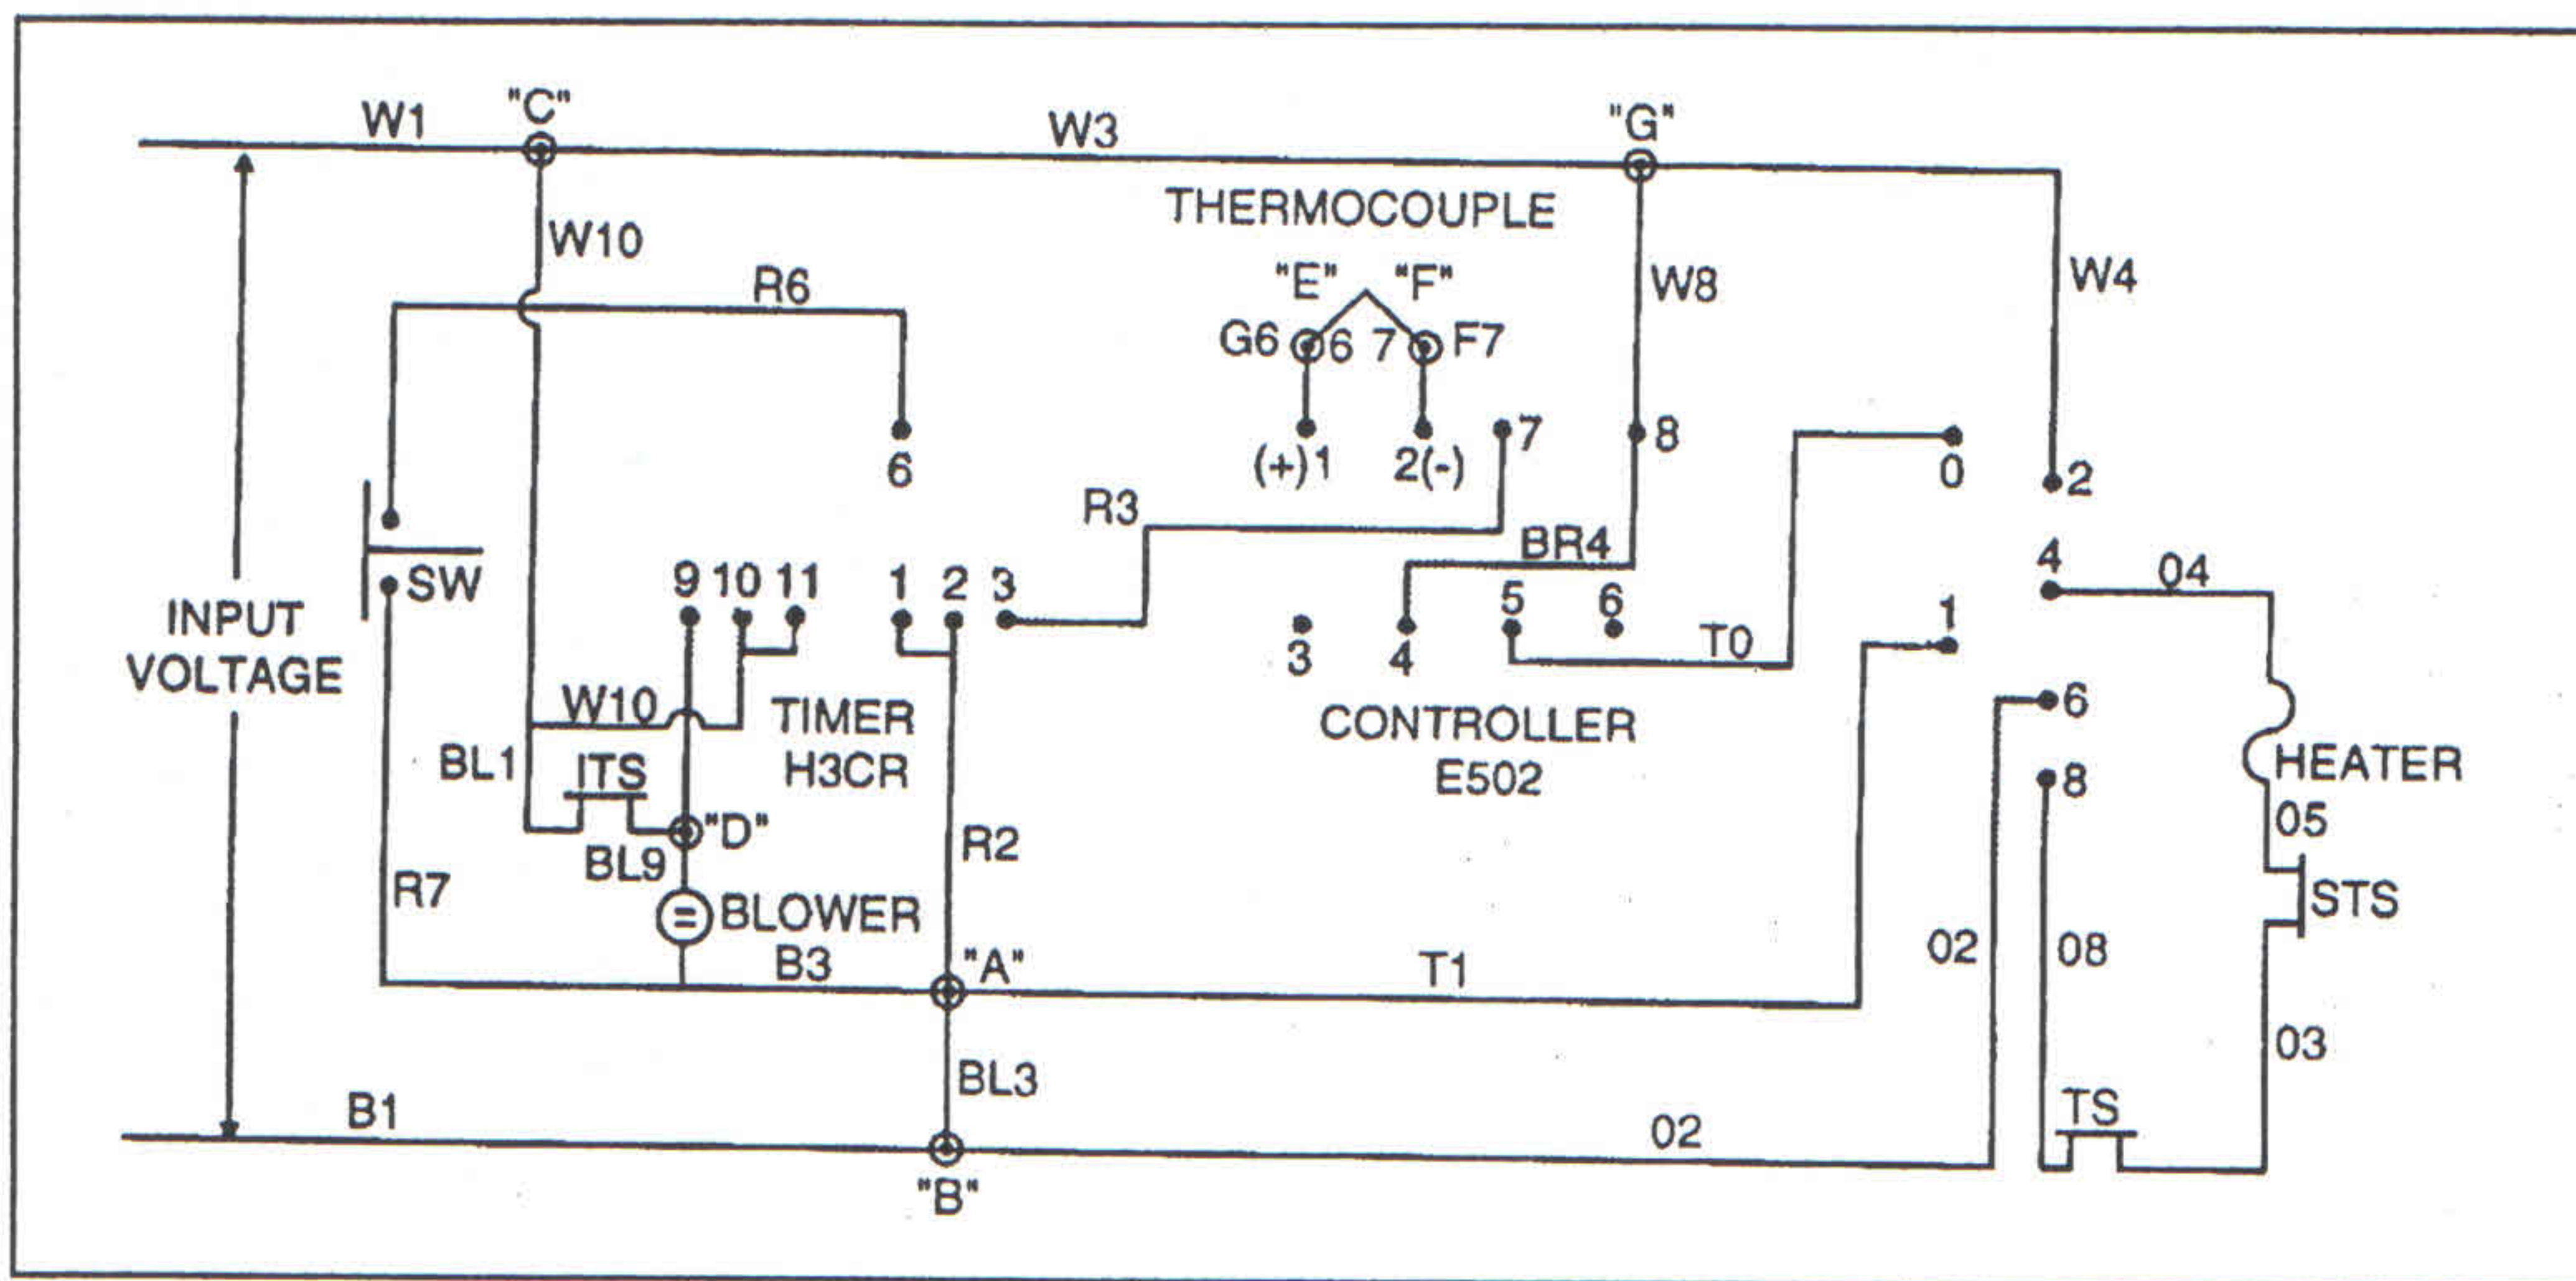 W1 "C" W3 "G"
THERMOCOUPLE
W10 R6 "E" "F" W8 W4
G6 6 7 F7
6 (+)1 2(-) 7 8 0 2
R3 BR4 4 04
SW 9 10 11 1 2 3 5 6 1
INPUT
VOLTAGE
3 4 T0
W10 TIMER
H3CR
CONTROLLER
E502
6
BL1 ITS 8 HEATER
"D" R2 05
BL9
R7 BLOWER STS
B3 "A" T1 02 08
BL3 03
B1 02 TS
"B"